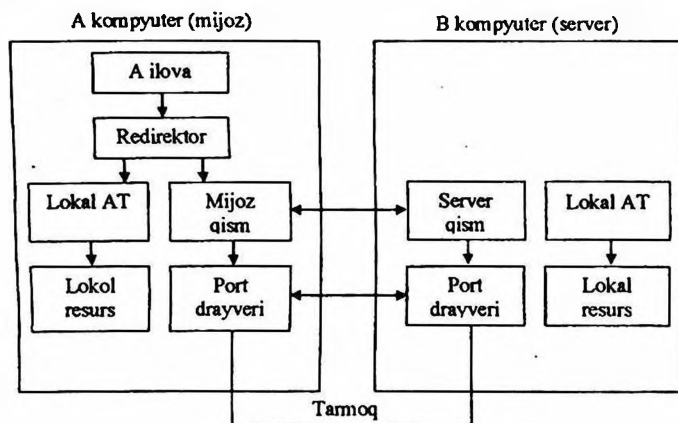 A kompyuter (mijoz)
B kompyuter (server)
A ilova
Redirektor
Lokal AT
Mijoz
qism
Server
qism
Lokal AT
Lokol
resurs
Port
drayveri
Port
drayveri
Lokal
resurs
Tarmoq